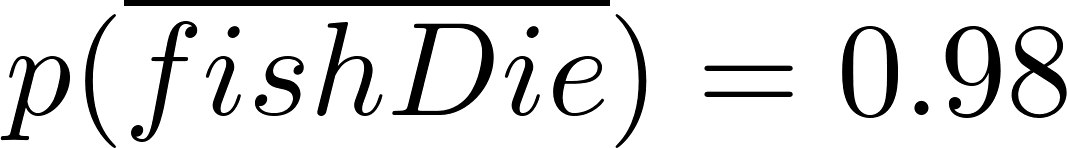 p(\overline{fishDie}) = 0.98